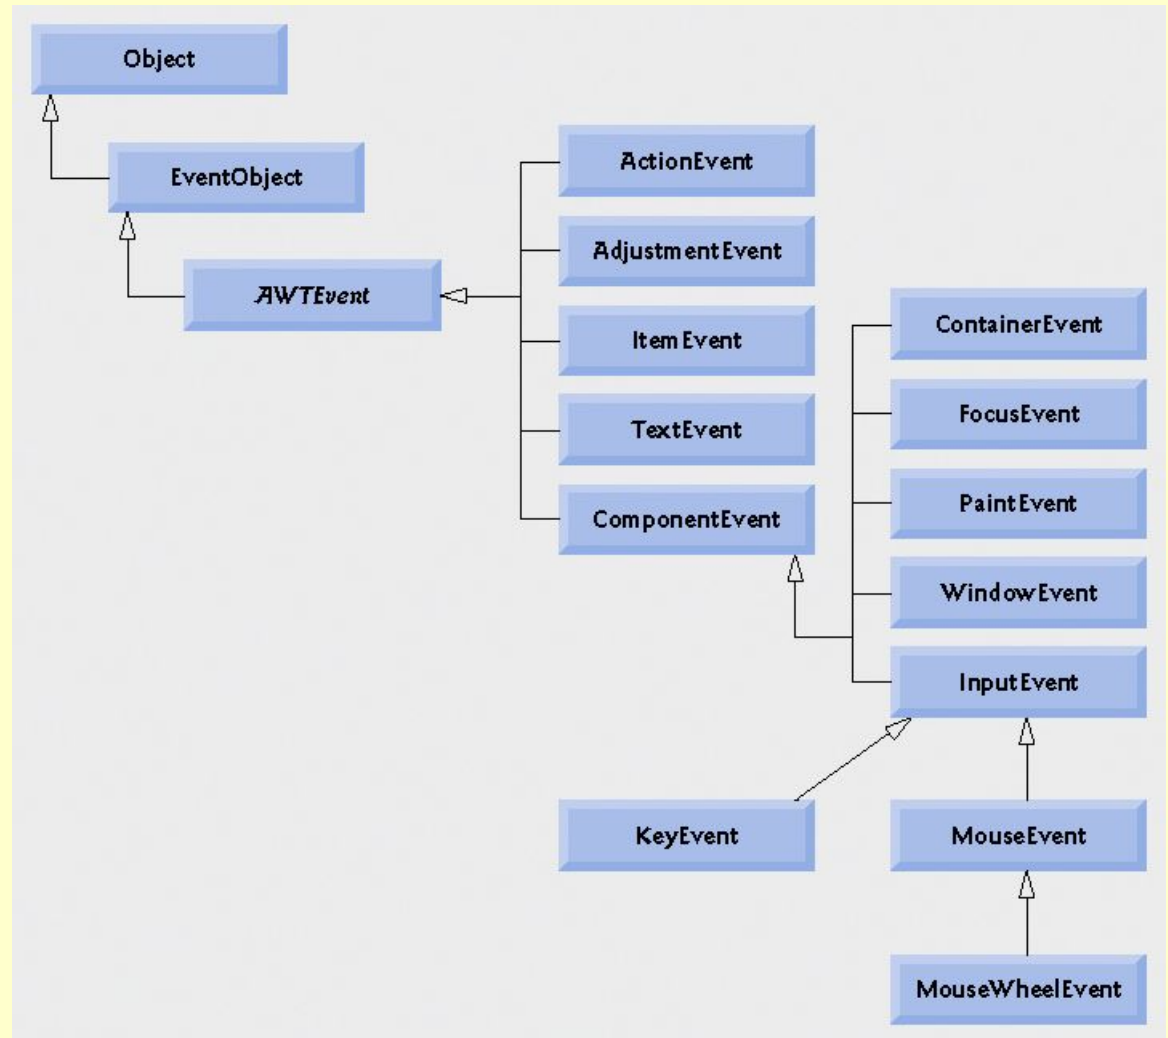 Object
EventObject
AWTEvent
ActionEvent
AdjustmentEvent
ItemEvent
TextEvent
ComponentEvent
ContainerEvent
FocusEvent
PaintEvent
WindowEvent
InputEvent
KeyEvent
MouseEvent
MouseWheelEvent